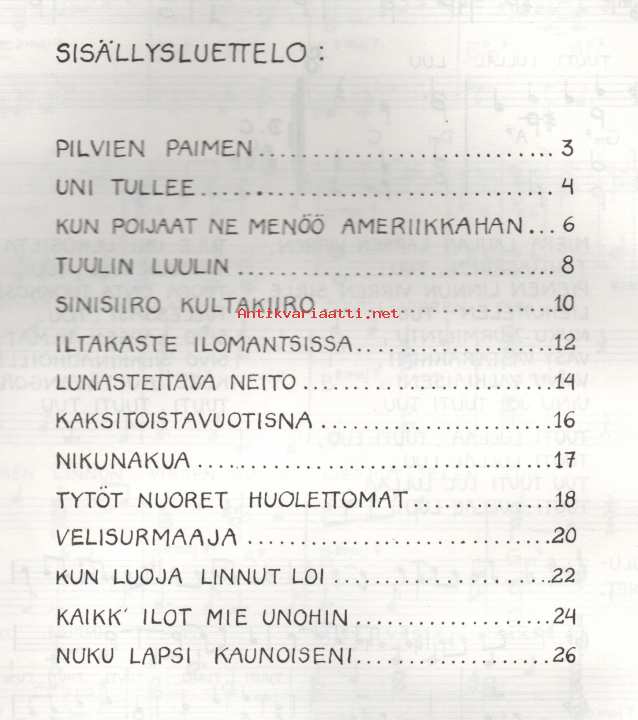 SISÄLLYSLUETTELO:
PILVIEN PAIMEN............................ 3
UNI TULLEE................................. 4
KUN POIJAAT NE MENÖÖ AMERIIKKAHAN... 6
TUULIN LUULIN............................. 8
SINISIIRO KULTAKIIRO..................... 10
antikvariaatti.net
ILTAKASTE ILOMANTSISSA...................12
LUNASTETTAVA NEITO.......................14
KAKSITOISTAVUOTISNA......................16
NIKUNAKUA.................................17
TYTÖT NUORET HUOLETTOMAT...............18
VELISURMAAJA.............................20
KUN LUOJA LINNUT LOI.....................22
KAIKK' ILOT MIE UNOHIN...................24
NUKU LAPSI KAUNOISENI....................26